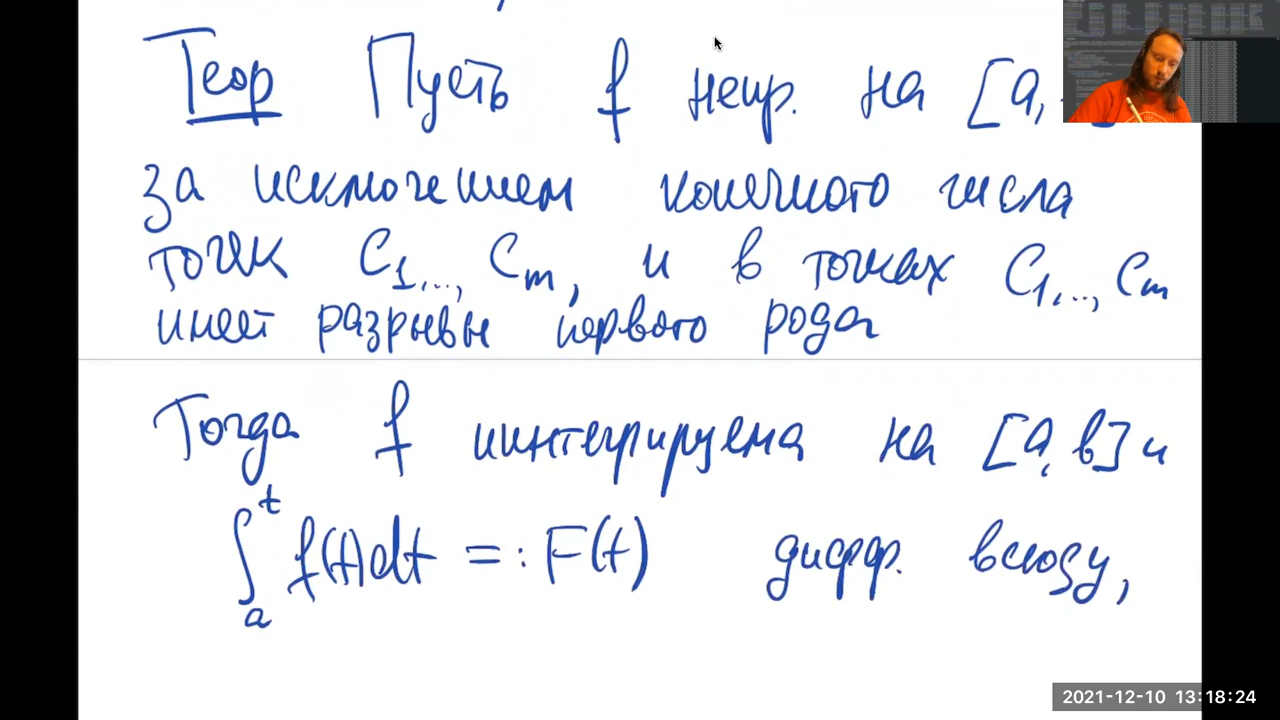 Теор Пусть f непр. на [a,
за исключением конечного числа
точек C₁,..., Cₘ, и в точках C₁,.., Cₘ
имеет разрывы первого рода
Тогда f интегрируема на [a, b] и
∫ₐᵗ f(t)dt =: F(t) дифф. всюду,
2021-12-10 13:18:24